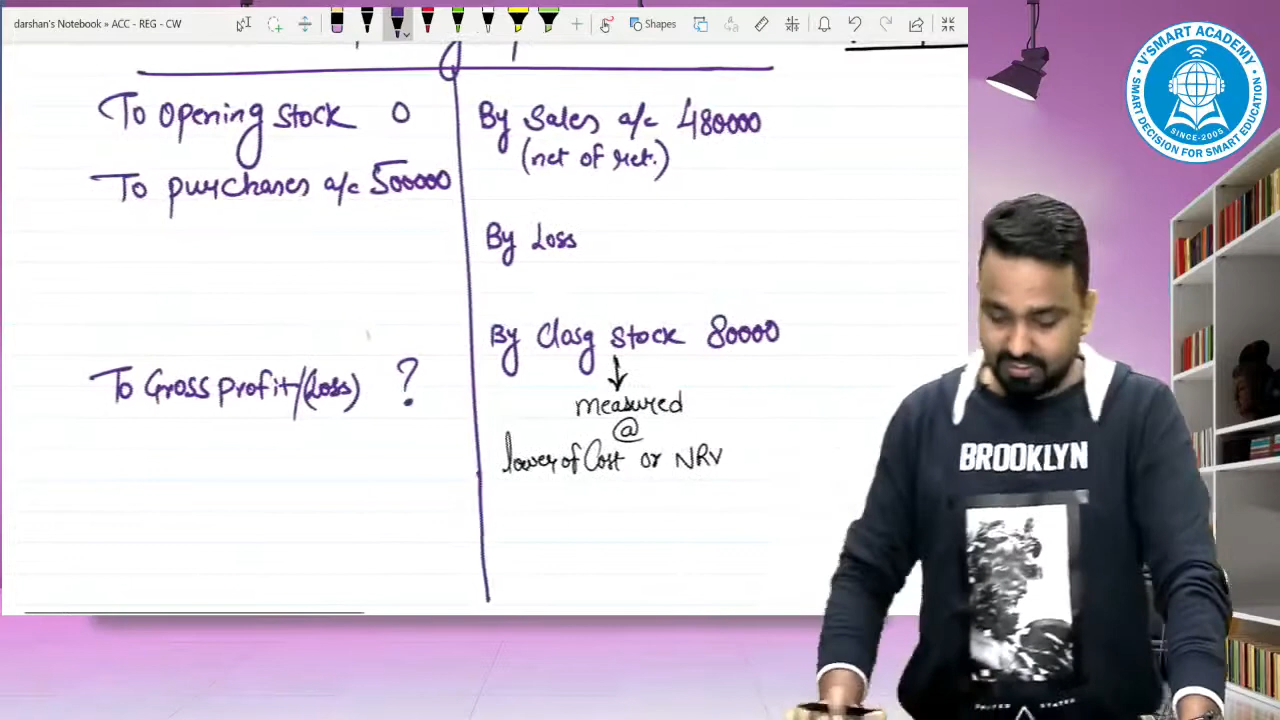 darshan's Notebook » ACC - REG - CW
Shapes
To Opening stock 0
To purchases a/c 500000
To Gross profit/(Loss) ?
By Sales a/c 480000
(net of ret.)
By Loss
By Closg stock 80000
measured
@
lower of Cost or NRV
V'SMART ACADEMY
SMART DECISION FOR SMART EDUCATION
SINCE-2005
BROOKLYN
UNITED STATES